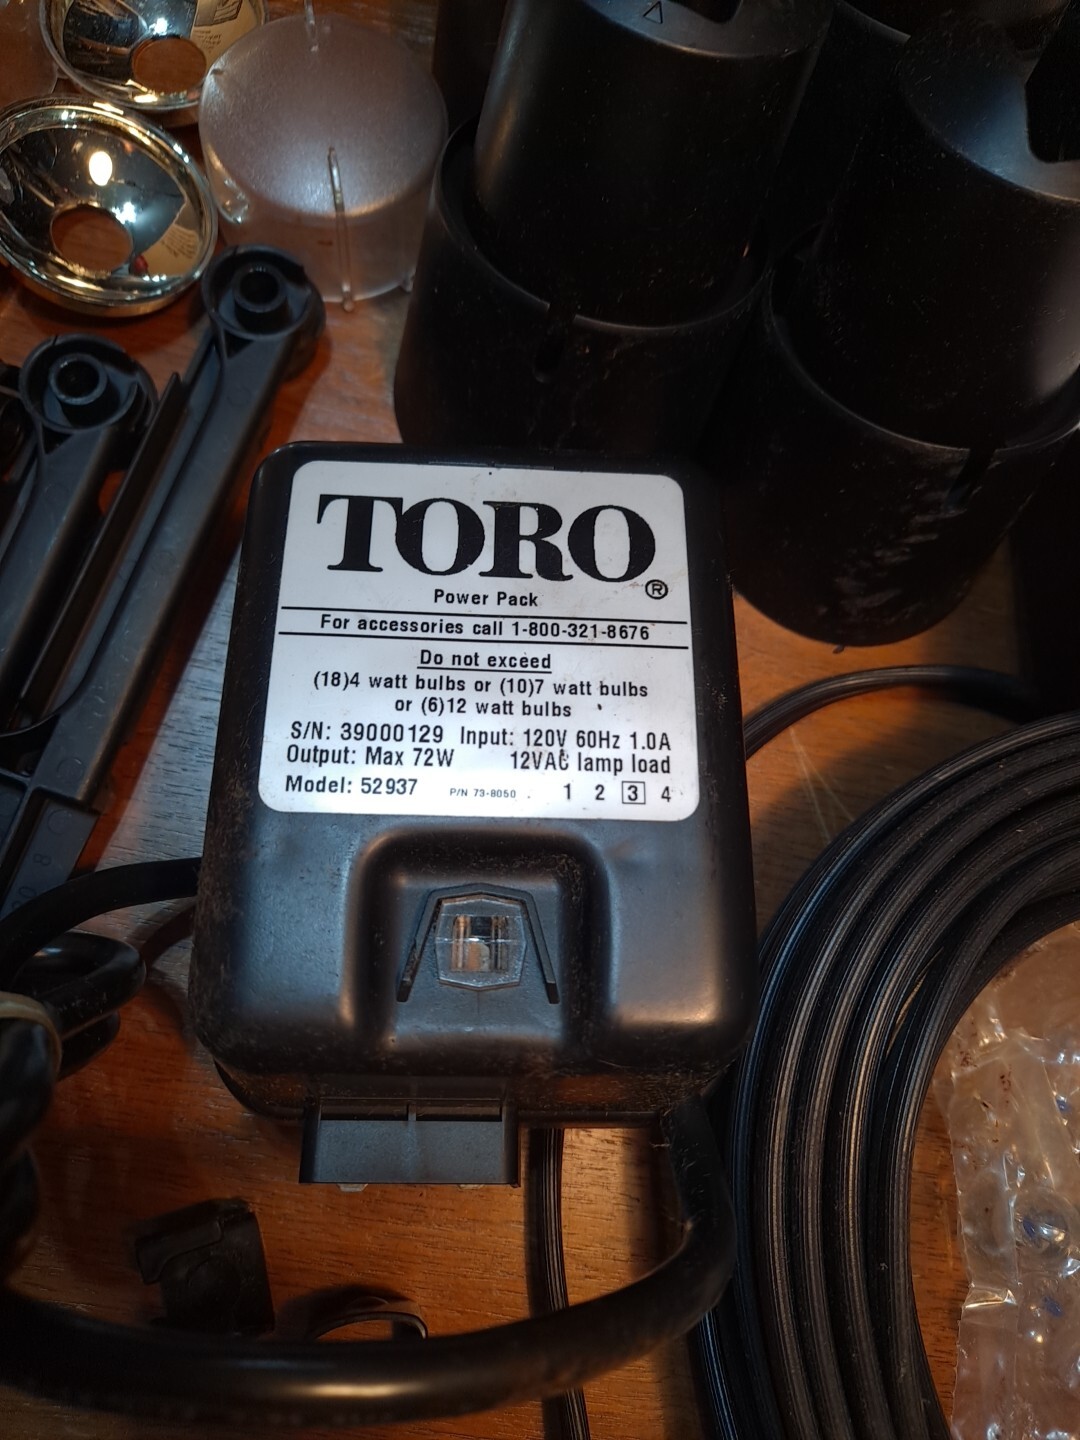 TORO®
Power Pack
For accessories call 1-800-321-8676
Do not exceed
(18)4 watt bulbs or (10)7 watt bulbs
or (6)12 watt bulbs
S/N: 39000129 Input: 120V 60Hz 1.0A
Output: Max 72W 12VAC lamp load
Model: 52937 P/N 73-8050 1 2 3 4